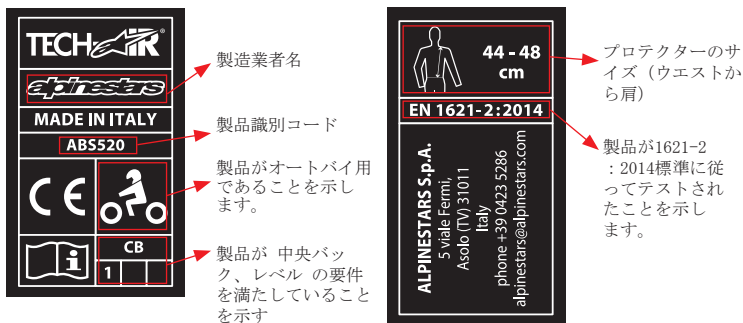 TECH-AIR
alpinestars
MADE IN ITALY
ABS520
CE
i
CB
1
製造業者名
製品識別コード
製品がオートバイ用
であることを示し
ます。
製品が 中央バッ
ク、レベル の要件
を満たしていること
を示す
44 - 48
cm
EN 1621-2:2014
ALPINESTARS S.p.A.
5 viale Fermi,
Asolo (TV) 31011
Italy
phone +39 0423 5286
alpinestars@alpinestars.com
プロテクターのサ
イズ（ウエストか
ら肩）
製品が1621-2
：2014標準に従
ってテストされ
たことを示し
ます。